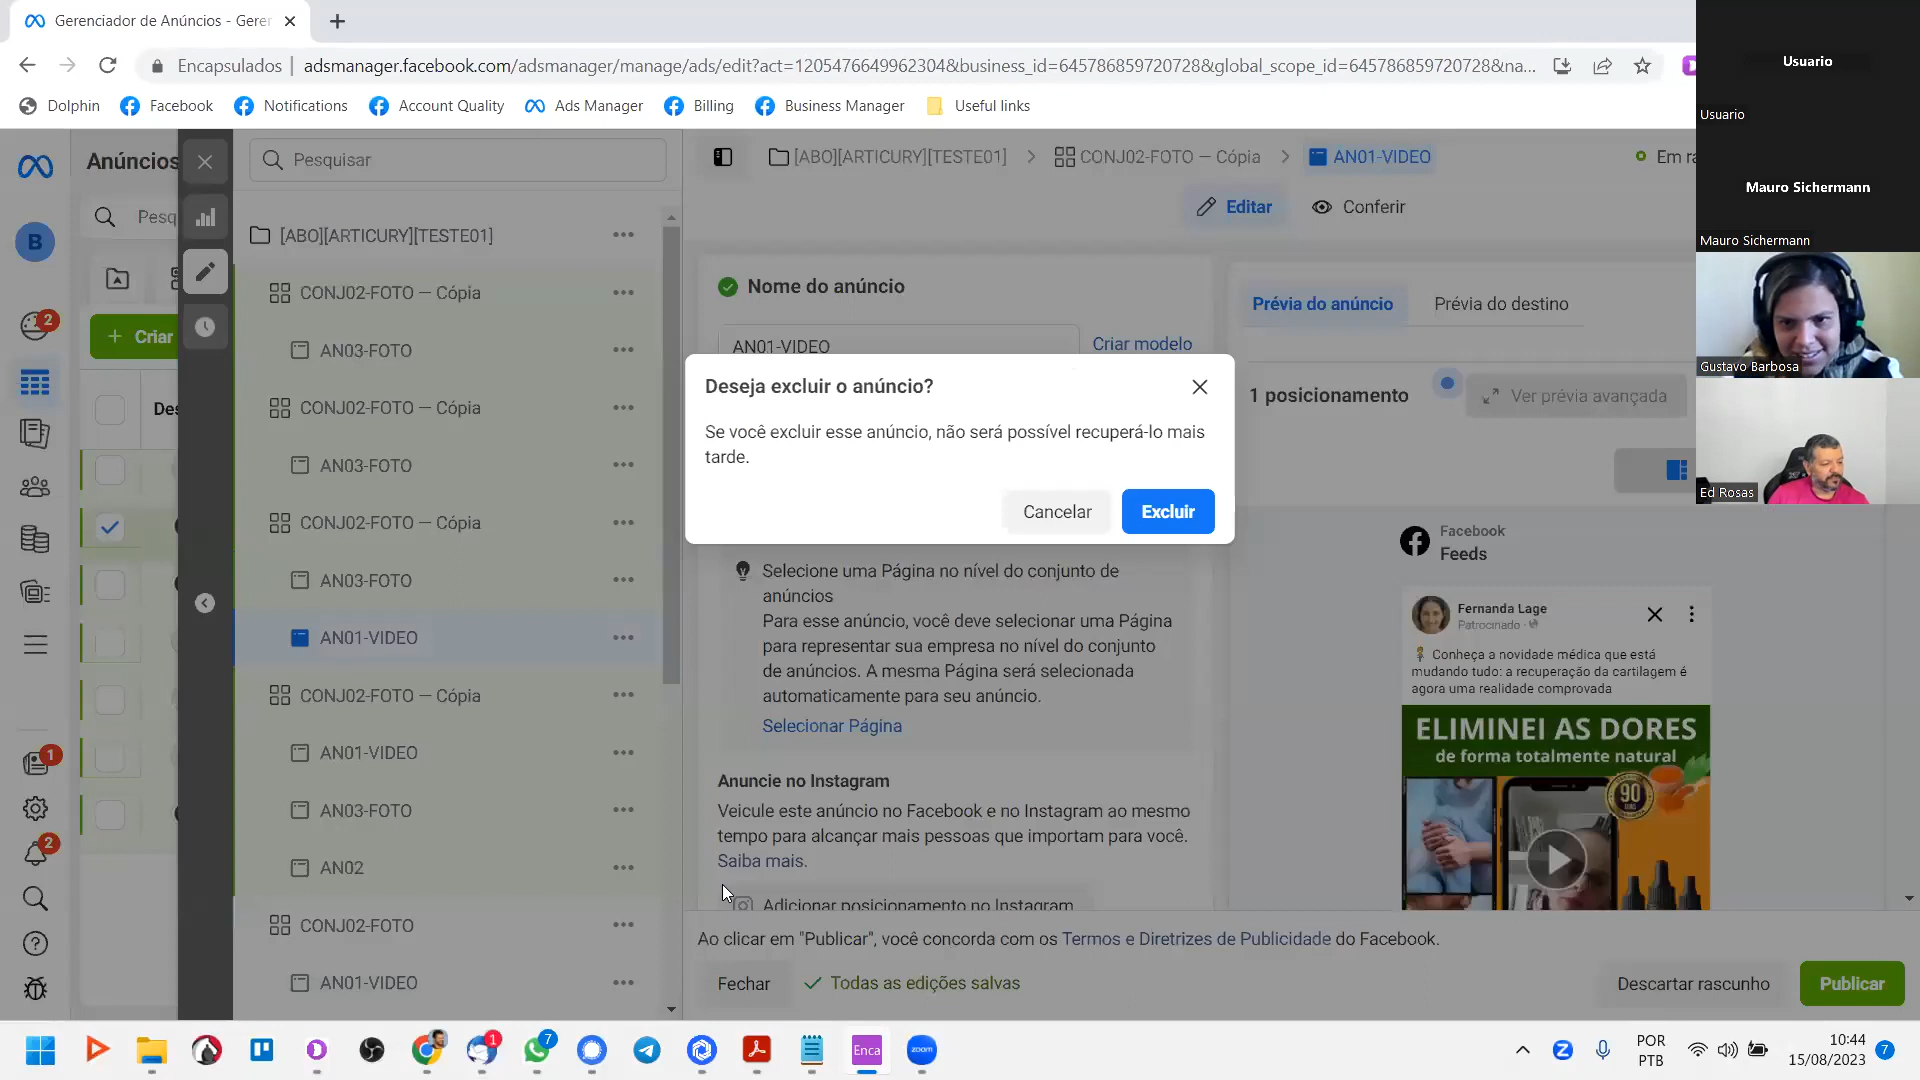 Gerenciador de Anúncios - Geren
Encapsulados
adsmanager.facebook.com/adsmanager/manage/ads/edit?act=1205476649962304&business_id=645786859720728&global_scope_id=645786859720728&na...
Dolphin
Facebook
Notifications
Account Quality
Ads Manager
Billing
Business Manager
Useful links
Usuario
Usuario
Mauro Sichermann
Mauro Sichermann
Gustavo Barbosa
Ed Rosas
Anúncios
B
Pesq
2
+ Criar
Des
1
2
Pesquisar
[ABO][ARTICURY][TESTE01]
CONJ02-FOTO – Cópia
AN03-FOTO
CONJ02-FOTO – Cópia
AN03-FOTO
CONJ02-FOTO – Cópia
AN03-FOTO
AN01-VIDEO
CONJ02-FOTO – Cópia
AN01-VIDEO
AN03-FOTO
AN02
CONJ02-FOTO
AN01-VIDEO
[ABO][ARTICURY][TESTE01] > CONJ02-FOTO – Cópia > AN01-VIDEO
Em ra
Editar
Conferir
Nome do anúncio
AN01-VIDEO
Criar modelo
Deseja excluir o anúncio?
Se você excluir esse anúncio, não será possível recuperá-lo mais
tarde.
Cancelar
Excluir
Selecione uma Página no nível do conjunto de
anúncios
Para esse anúncio, você deve selecionar uma Página
para representar sua empresa no nível do conjunto
de anúncios. A mesma Página será selecionada
automaticamente para seu anúncio.
Selecionar Página
Anuncie no Instagram
Veicule este anúncio no Facebook e no Instagram ao mesmo
tempo para alcançar mais pessoas que importam para você.
Saiba mais.
Adicionar posicionamento no Instagram
Prévia do anúncio
Prévia do destino
1 posicionamento
Ver prévia avançada
Facebook
Feeds
Fernanda Lage
Patrocinado
Conheça a novidade médica que está
mudando tudo: a recuperação da cartilagem é
agora uma realidade comprovada
ELIMINEI AS DORES
de forma totalmente natural
90
Ao clicar em "Publicar", você concorda com os Termos e Diretrizes de Publicidade do Facebook.
Fechar
Todas as edições salvas
Descartar rascunho
Publicar
1
7
Enca
zoom
POR
PTB
10:44
15/08/2023
7